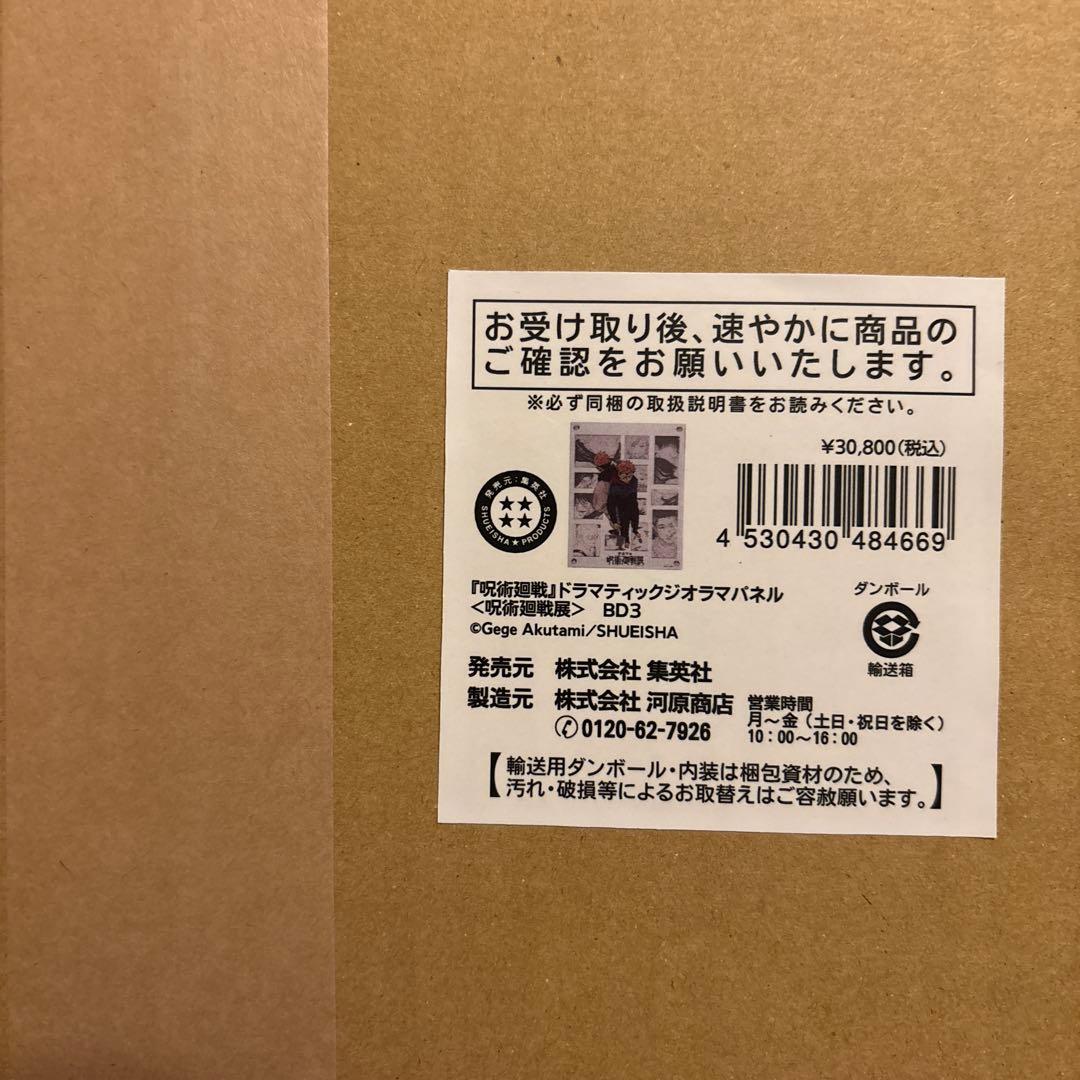 お受け取り後、速やかに商品の
ご確認をお願いいたします。
※必ず同梱の取扱説明書をお読みください。
¥30,800(税込)
発売元:集英社
SHUEISHA★PRODUCTS
呪術廻戦展
4 530430 484669
『呪術廻戦』ドラマティックジオラマパネル
<呪術廻戦展> BD3
©Gege Akutami/SHUEISHA
ダンボール
輸送箱
発売元 株式会社 集英社
製造元 株式会社 河原商店
0120-62-7926
営業時間
月~金(土日・祝日を除く)
10:00~16:00
【輸送用ダンボール・内装は梱包資材のため、
汚れ・破損等によるお取替えはご容赦願います。】